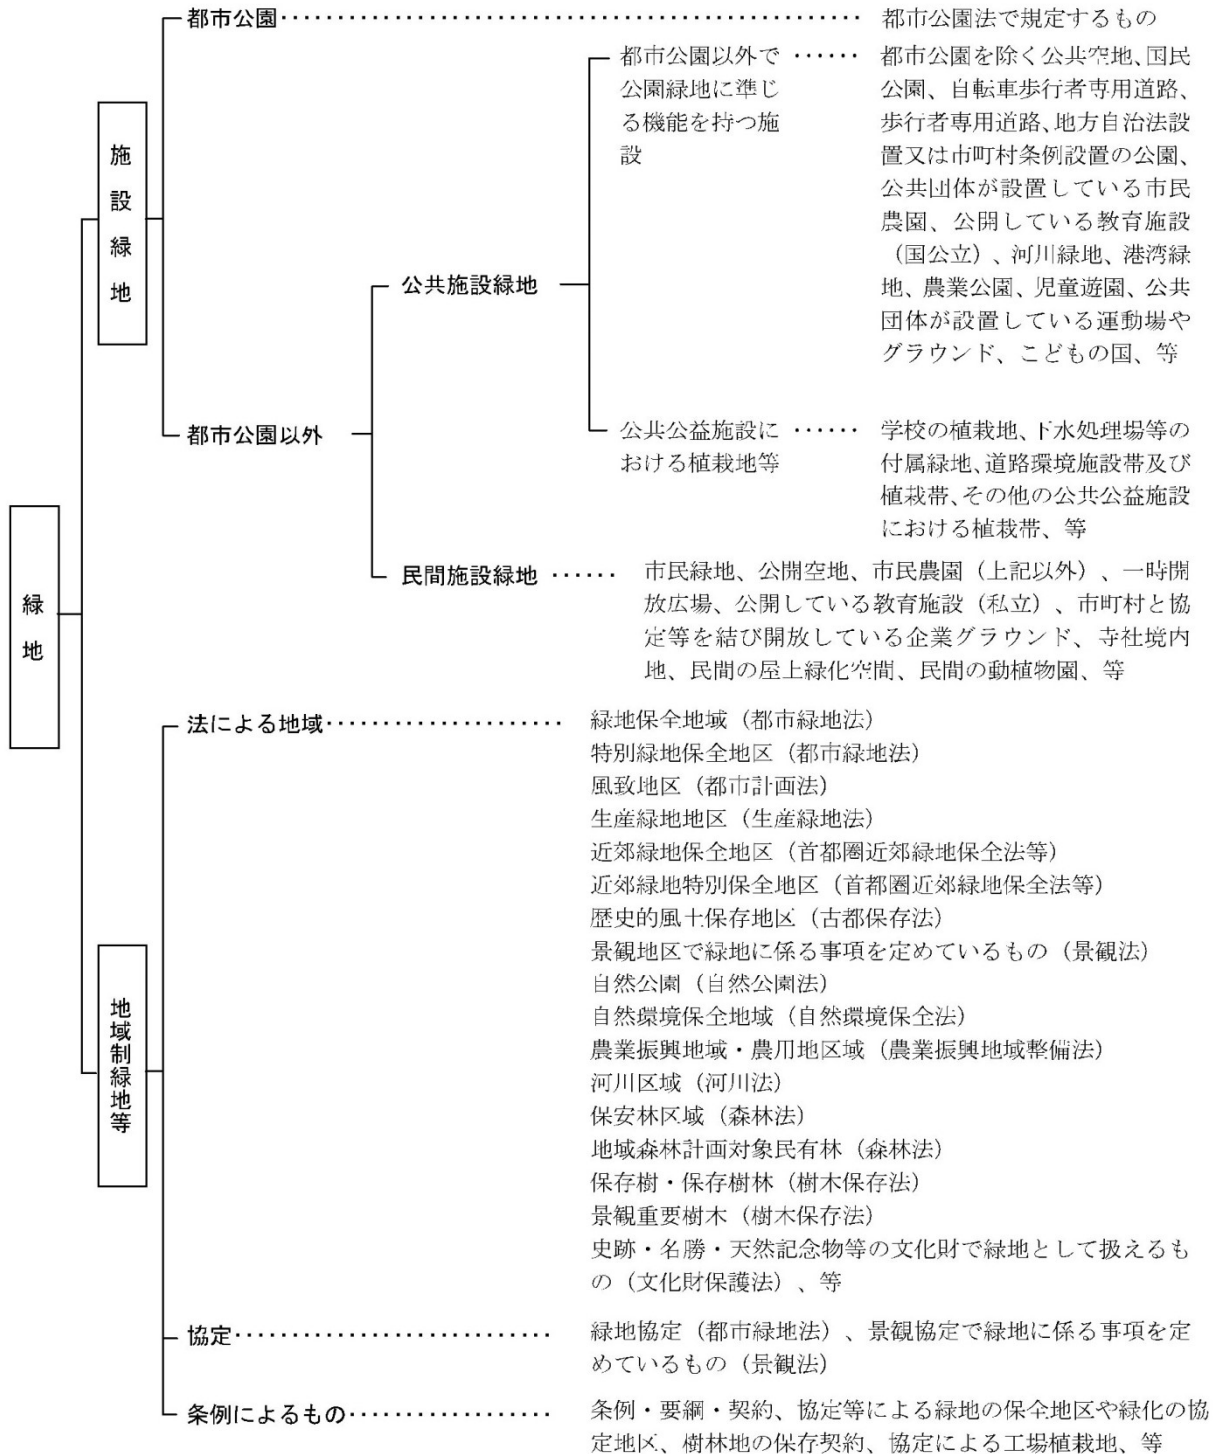 緑地
施設緑地
都市公園‥‥‥‥‥‥‥‥‥‥‥‥‥‥‥‥‥‥‥‥ 都市公園法で規定するもの
都市公園以外
公共施設緑地
都市公園以外で ‥‥‥
公園緑地に準じ
る機能を持つ施
設
都市公園を除く公共空地、国民
公園、自転車歩行者専用道路、
歩行者専用道路、地方自治法設
置又は市町村条例設置の公園、
公共団体が設置している市民
農園、公開している教育施設
(国公立)、河川緑地、港湾緑
地、農業公園、児童遊園、公共
団体が設置している運動場や
グラウンド、こどもの国、等
公共公益施設に ‥‥‥
おける植栽地等
学校の植栽地、下水処理場等の
付属緑地、道路環境施設帯及び
植栽帯、その他の公共公益施設
における植栽帯、等
民間施設緑地 ‥‥‥
市民緑地、公開空地、市民農園(上記以外)、一時開
放広場、公開している教育施設(私立)、市町村と協
定等を結び開放している企業グラウンド、寺社境内
地、民間の屋上緑化空間、民間の動植物園、等
地域制緑地等
法による地域‥‥‥‥‥‥‥‥‥‥
緑地保全地域(都市緑地法)
特別緑地保全地区(都市緑地法)
風致地区(都市計画法)
生産緑地地区(生産緑地法)
近郊緑地保全地区(首都圏近郊緑地保全法等)
近郊緑地特別保全地区(首都圏近郊緑地保全法等)
歴史的風土保存地区(古都保存法)
景観地区で緑地に係る事項を定めているもの(景観法)
自然公園(自然公園法)
自然環境保全地域(自然環境保全法)
農業振興地域・農用地区域(農業振興地域整備法)
河川区域(河川法)
保安林区域(森林法)
地域森林計画対象民有林(森林法)
保存樹・保存樹林(樹木保存法)
景観重要樹木(樹木保存法)
史跡・名勝・天然記念物等の文化財で緑地として扱えるも
の(文化財保護法)、等
協定‥‥‥‥‥‥‥‥‥‥‥‥‥
緑地協定(都市緑地法)、景観協定で緑地に係る事項を定
めているもの(景観法)
条例によるもの‥‥‥‥‥‥‥‥‥
条例・要綱・契約、協定等による緑地の保全地区や緑化の協
定地区、樹林地の保存契約、協定による工場植栽地、等